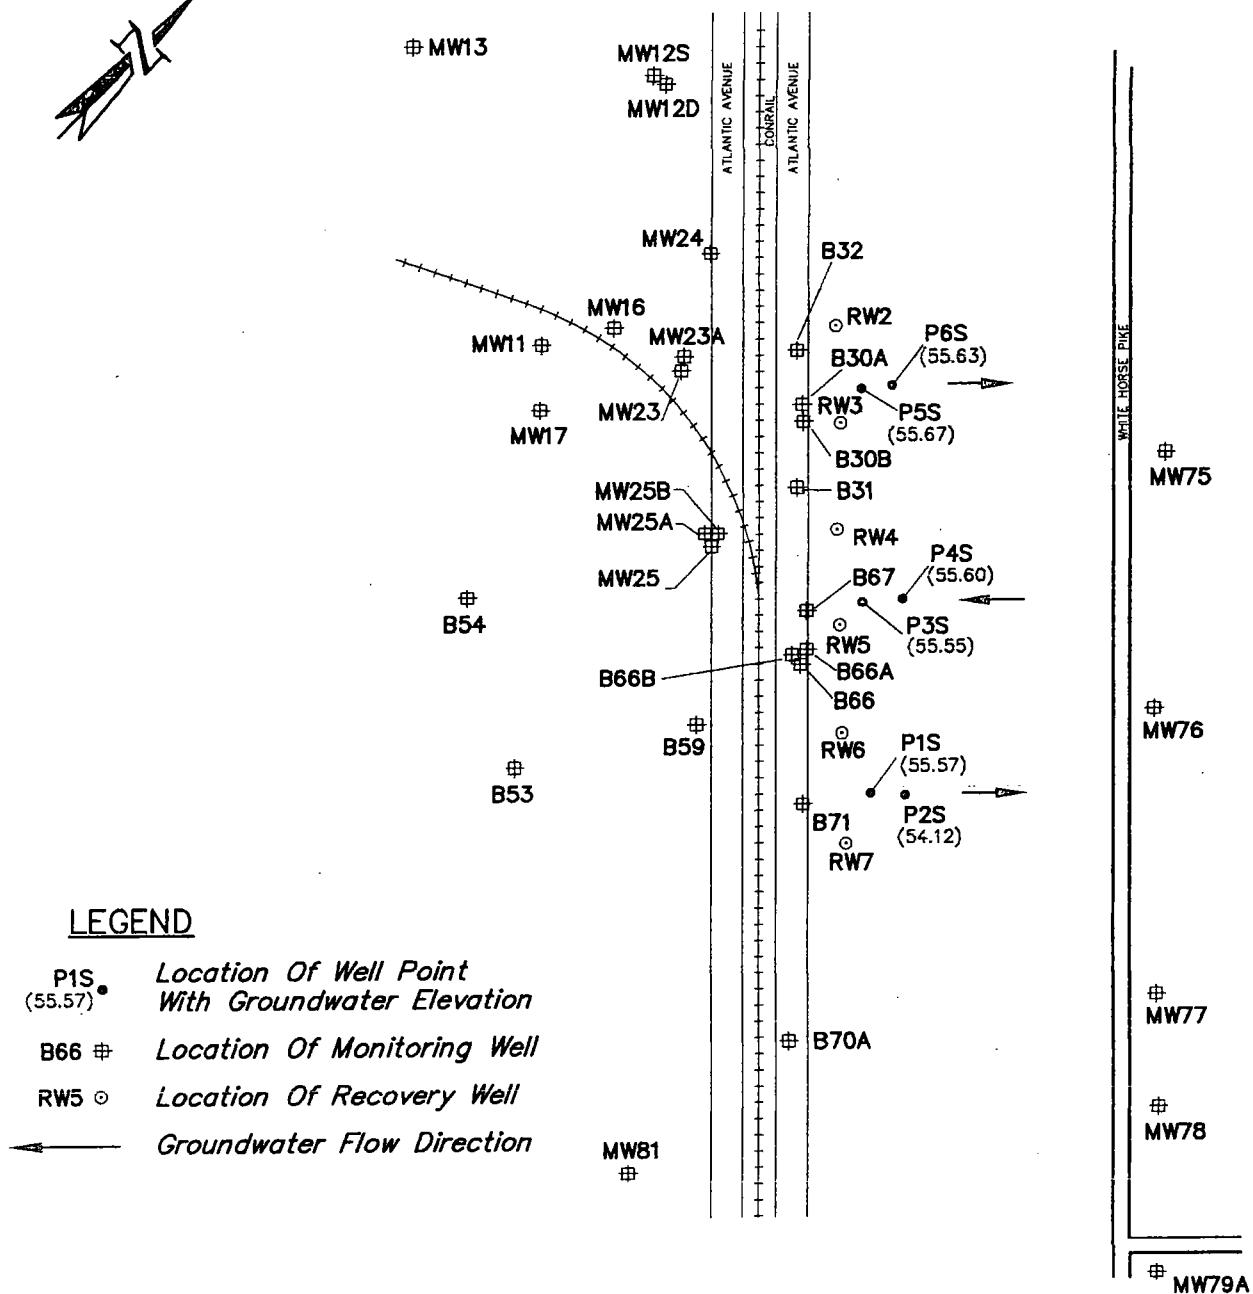 N
MW13
MW12S
MW12D
ATLANTIC AVENUE
CONRAIL
ATLANTIC AVENUE
MW24
B32
MW16
RW2
MW11
MW23A
P6S
(55.63)
B30A
MW23
RW3
P5S
(55.67)
MW17
B30B
WHITE HORSE PIKE
MW75
MW25B
B31
MW25A
RW4
MW25
B67
P4S
(55.60)
B54
P3S
(55.55)
RW5
B66A
B66B
B66
MW76
B59
RW6
P1S
(55.57)
B53
B71
P2S
(54.12)
RW7
LEGEND
P1S
(55.57)
Location Of Well Point
With Groundwater Elevation
B66
Location Of Monitoring Well
RW5
Location Of Recovery Well
Groundwater Flow Direction
MW77
B70A
MW78
MW81
MW79A